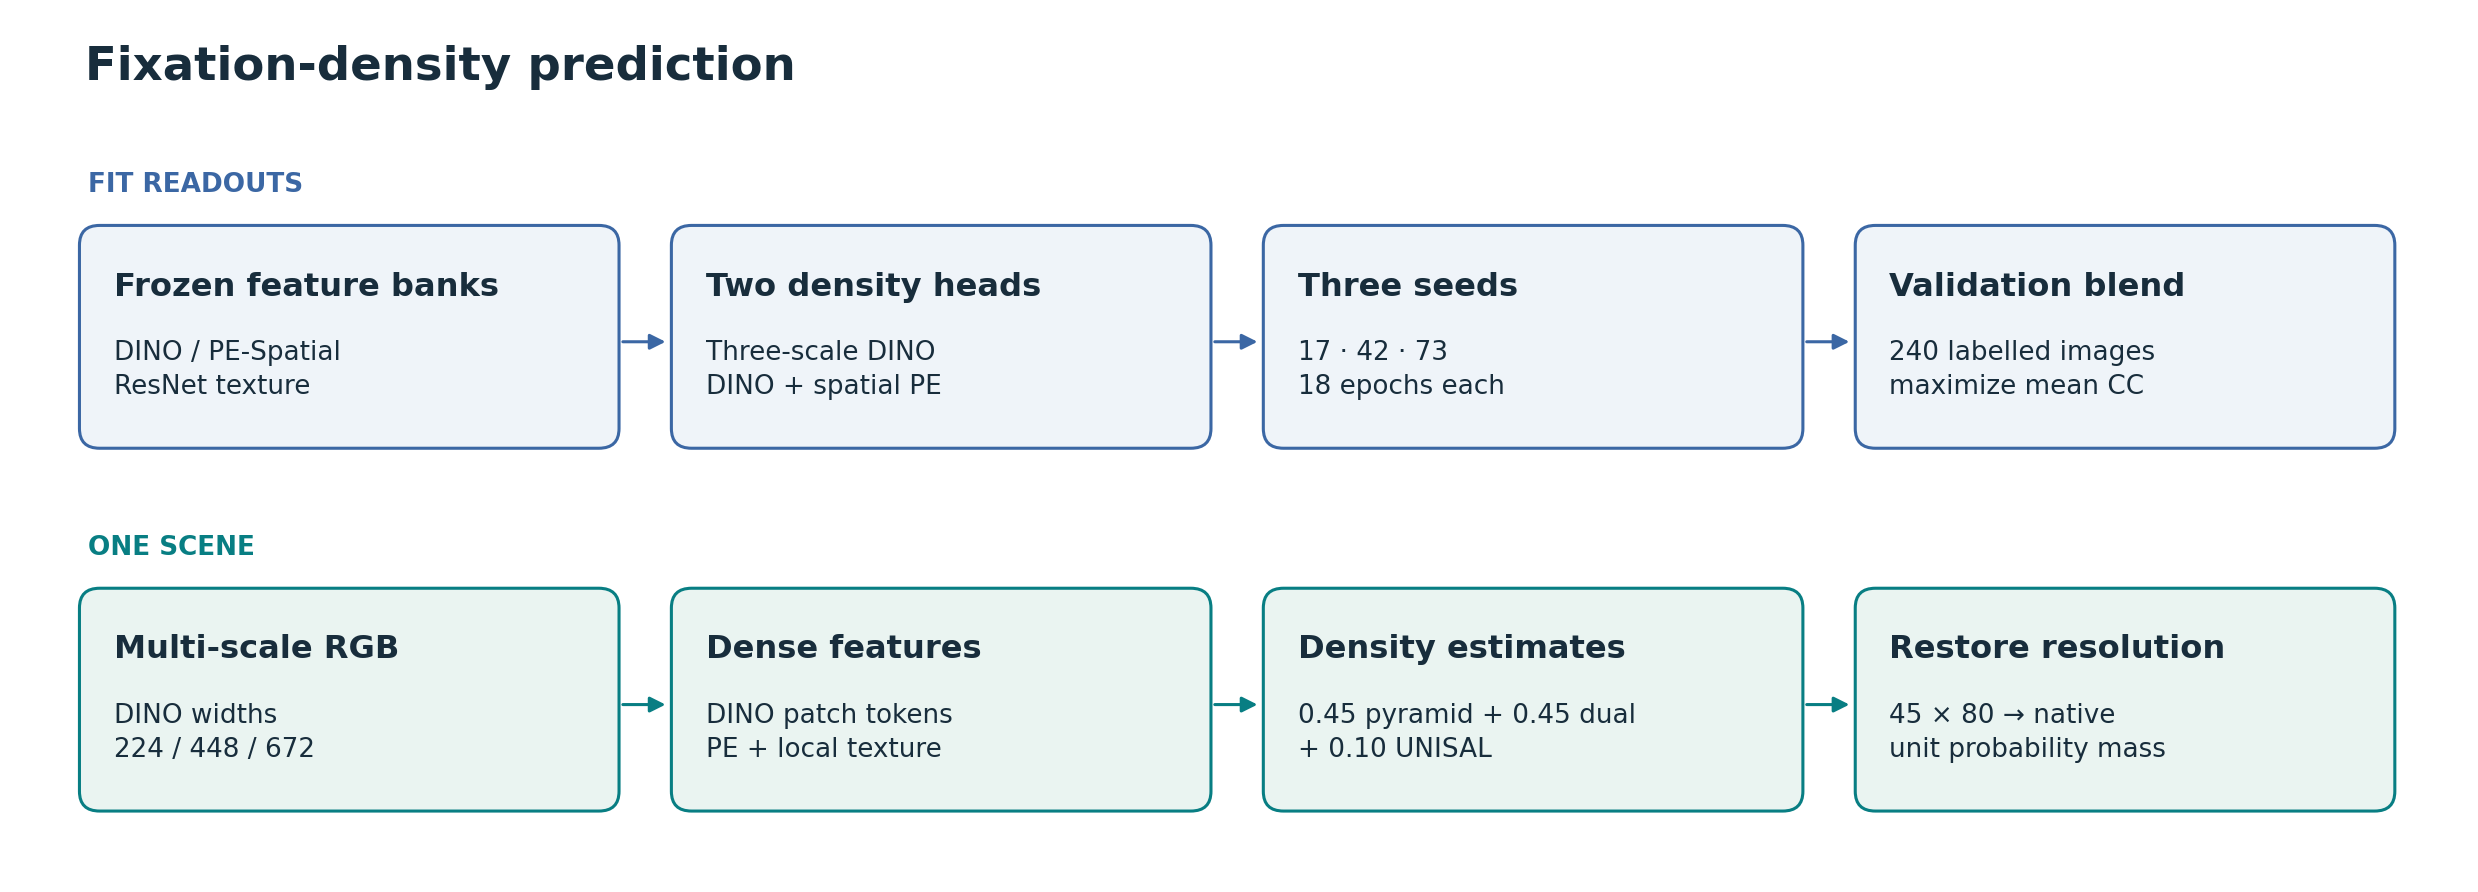 Fixation-density prediction
FIT READOUTS
Frozen feature banks
DINO / PE-Spatial
ResNet texture
Two density heads
Three-scale DINO
DINO + spatial PE
Three seeds
17 · 42 · 73
18 epochs each
Validation blend
240 labelled images
maximize mean CC
ONE SCENE
Multi-scale RGB
DINO widths
224 / 448 / 672
Dense features
DINO patch tokens
PE + local texture
Density estimates
0.45 pyramid + 0.45 dual
+ 0.10 UNISAL
Restore resolution
45 × 80 → native
unit probability mass